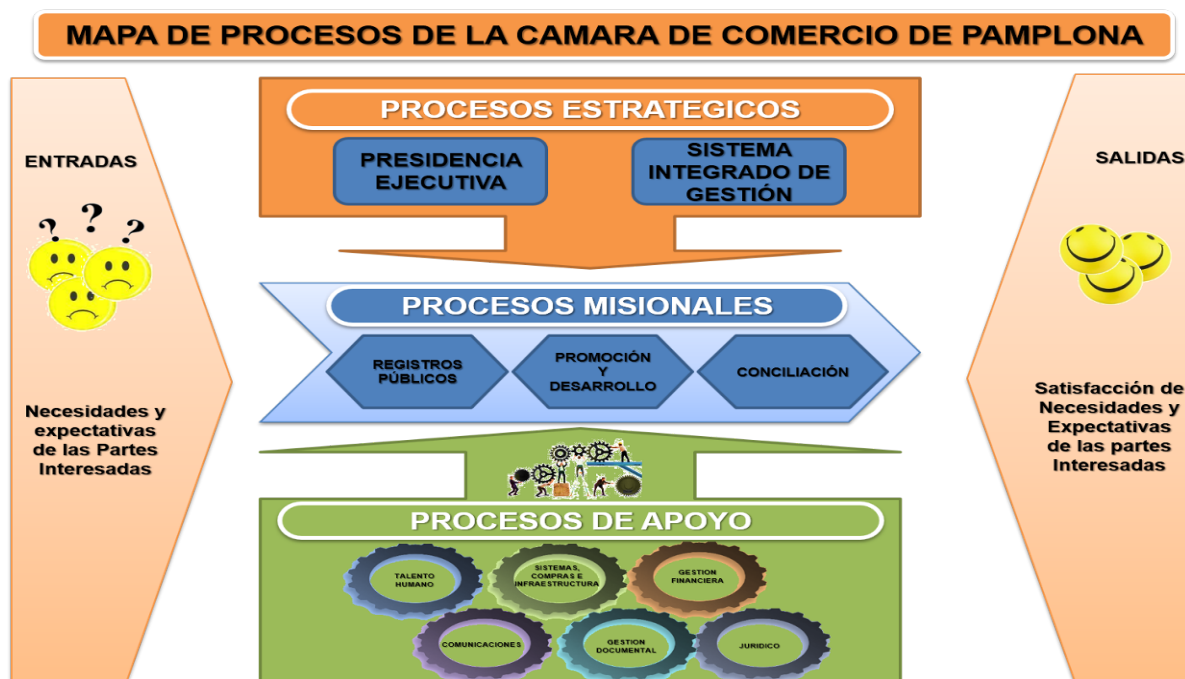 MAPA DE PROCESOS DE LA CAMARA DE COMERCIO DE PAMPLONA
ENTRADAS
? ? ?
Necesidades y
expectativas
de las Partes
Interesadas
PROCESOS ESTRATEGICOS
PRESIDENCIA
EJECUTIVA
SISTEMA
INTEGRADO DE
GESTIÓN
PROCESOS MISIONALES
REGISTROS
PÚBLICOS
PROMOCIÓN
Y
DESARROLLO
CONCILIACIÓN
PROCESOS DE APOYO
TALENTO
HUMANO
SISTEMAS,
COMPRAS E
INFRAESTRUCTURA
GESTION
FINANCIERA
COMUNICACIONES
GESTION
DOCUMENTAL
JURIDICO
SALIDAS
Satisfacción de
Necesidades y
Expectativas
de las partes
Interesadas